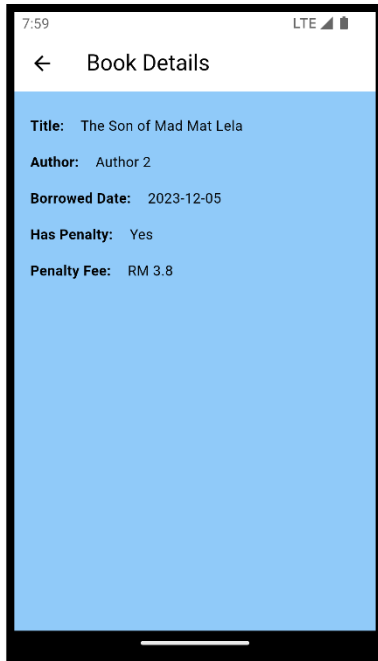 7:59 LTE
Book Details
Title: The Son of Mad Mat Lela
Author: Author 2
Borrowed Date: 2023-12-05
Has Penalty: Yes
Penalty Fee: RM 3.8